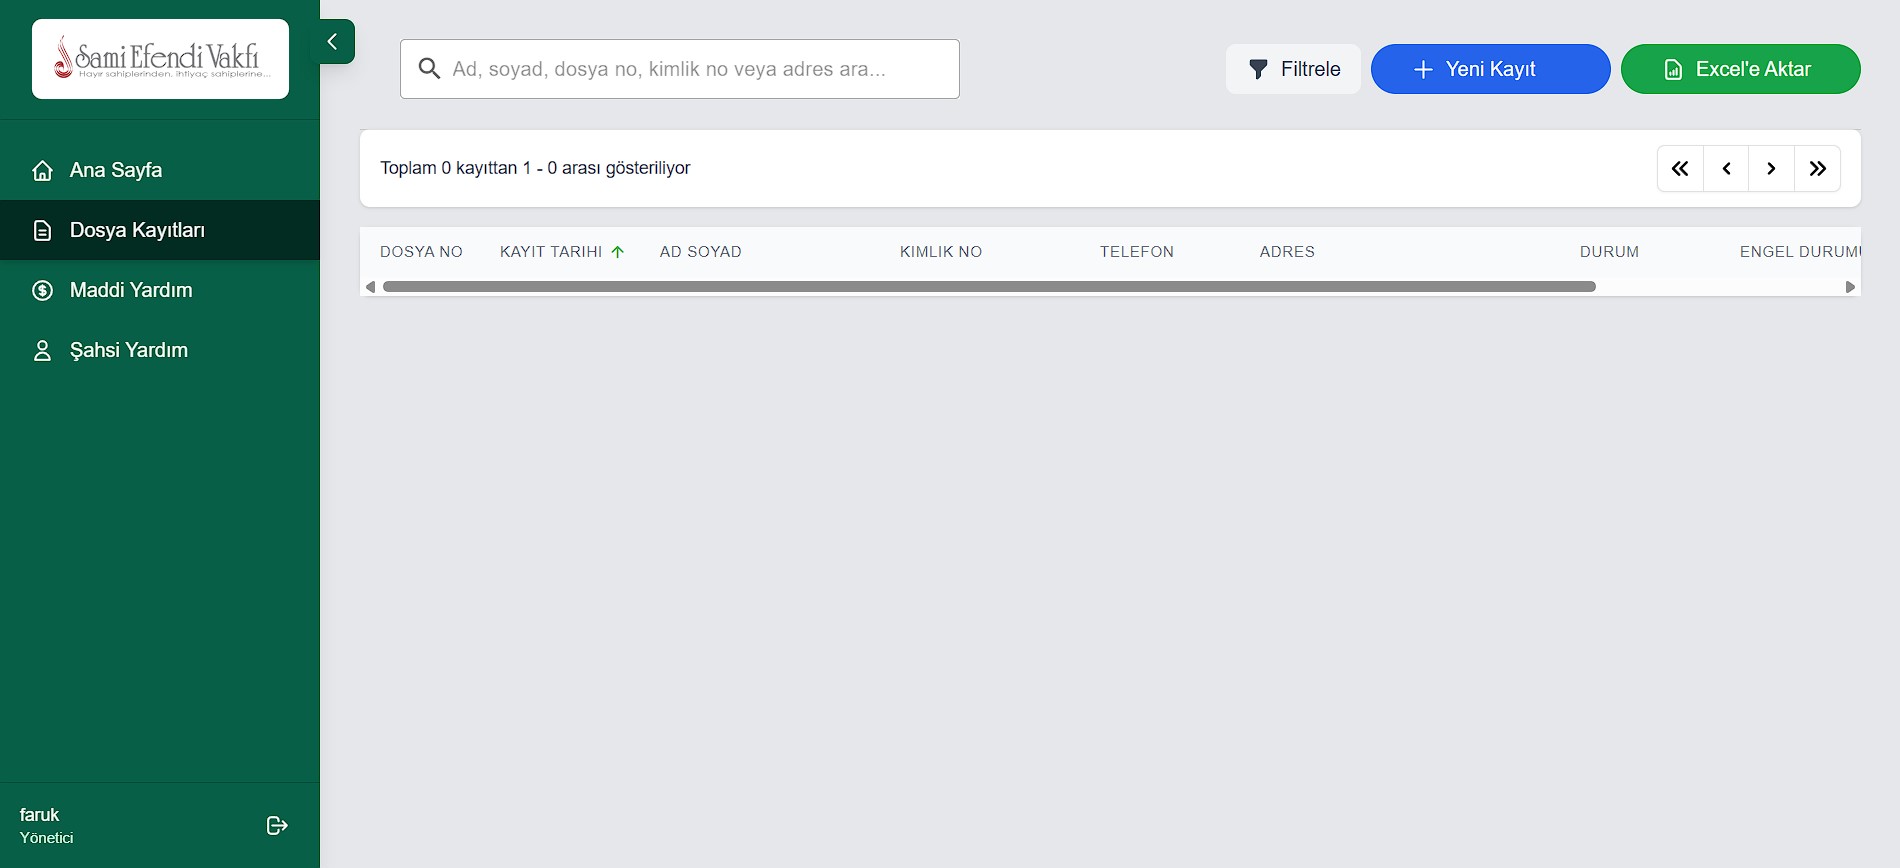 Sami Efendi Vakfı
Hayır sahiplerinden, ihtiyaç sahiplerine...
Ad, soyad, dosya no, kimlik no veya adres ara...
Filtrele
Yeni Kayıt
Excel'e Aktar
Toplam 0 kayıttan 1 - 0 arası gösteriliyor
Ana Sayfa
Dosya Kayıtları
Maddi Yardım
Şahsi Yardım
DOSYA NO KAYIT TARIHI AD SOYAD KIMLIK NO TELEFON ADRES DURUM ENGEL DURUMU
faruk
Yönetici